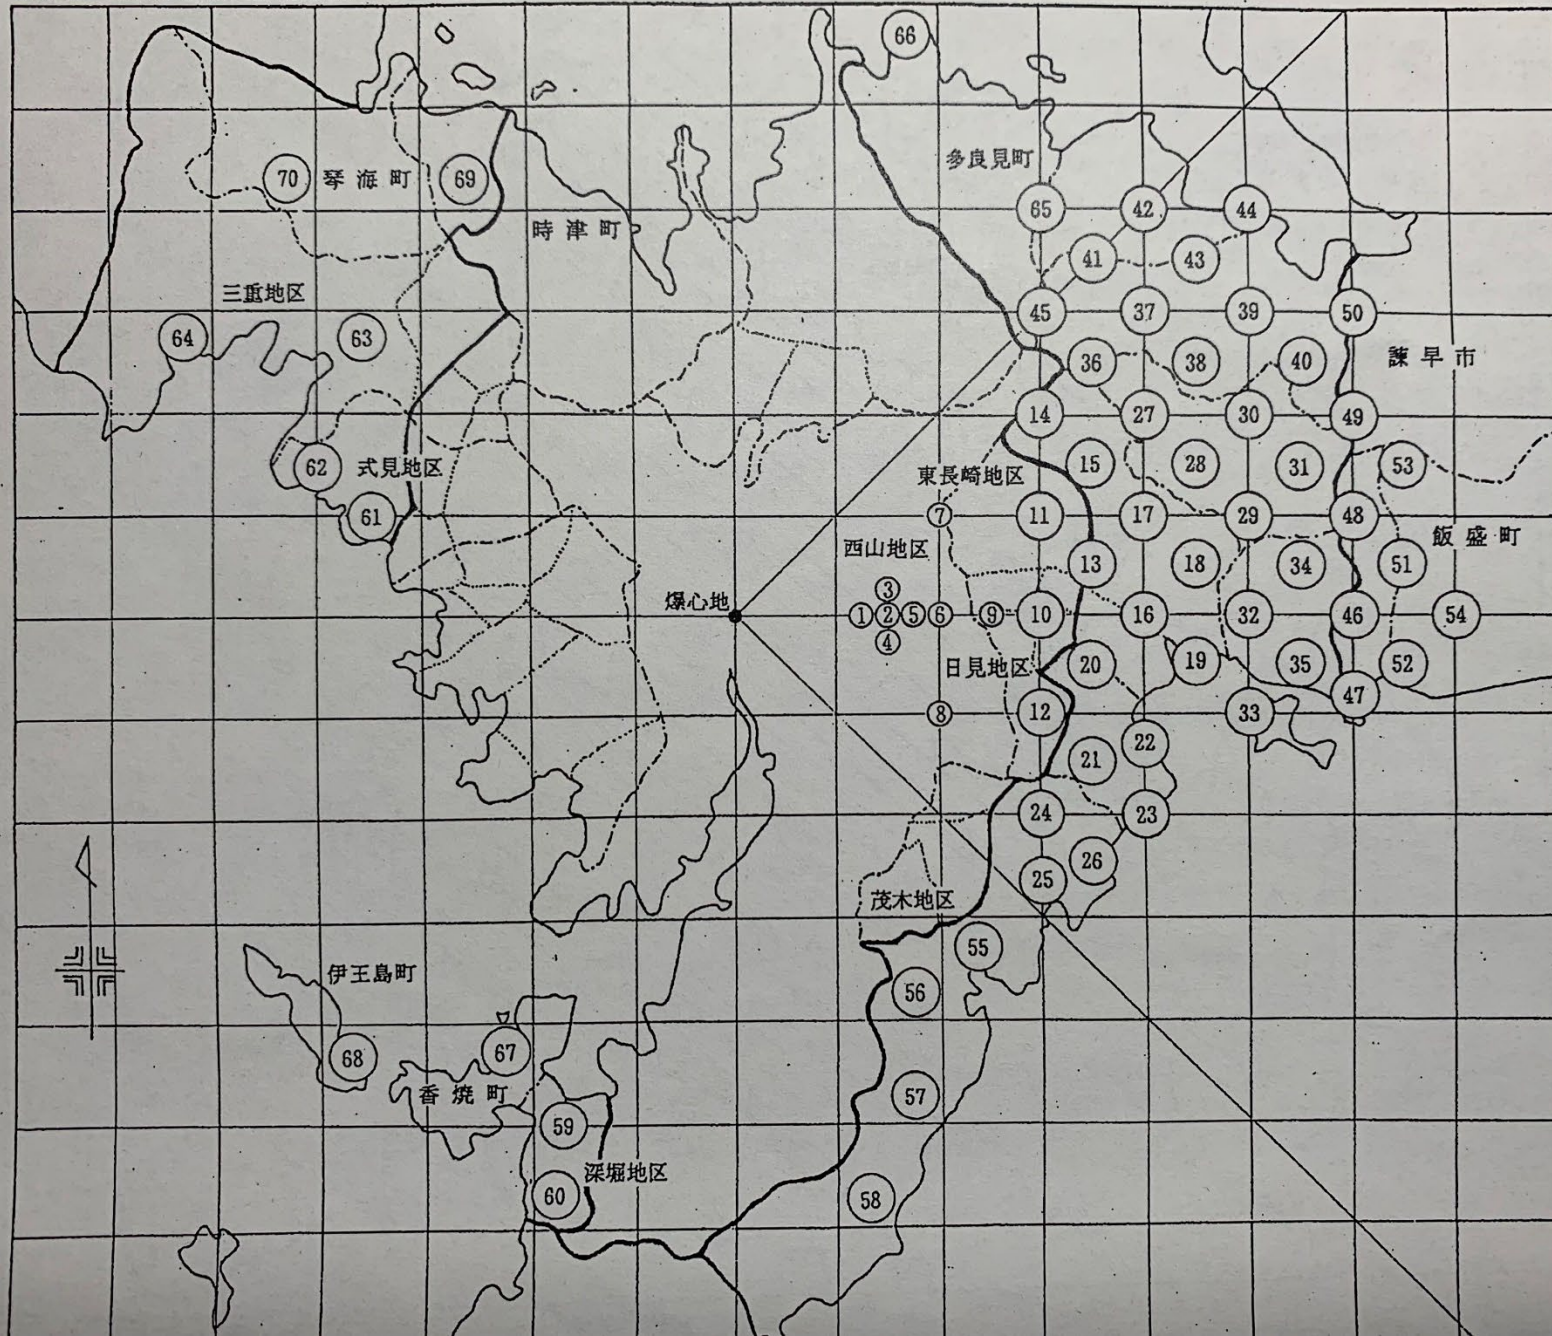 66
多良見町
70 琴海町 69
65 42 44
時津町
41 43
三重地区
45 37 39 50
64 63
36 38 40 諫早市
14 27 30 49
62 式見地区
東長崎地区 15 28 31 53
61
⑦ 11 17 29 48
飯盛町
西山地区
13 18 34 51
③
爆心地
① ② ⑤ ⑥ ⑨ 10 16 32 46 54
④
日見地区 20 19 35 52
47
⑧ 12 33
22
21
24 23
26
25
茂木地区
55
伊王島町
56
68 67
香焼町
57
59
深堀地区
60 58